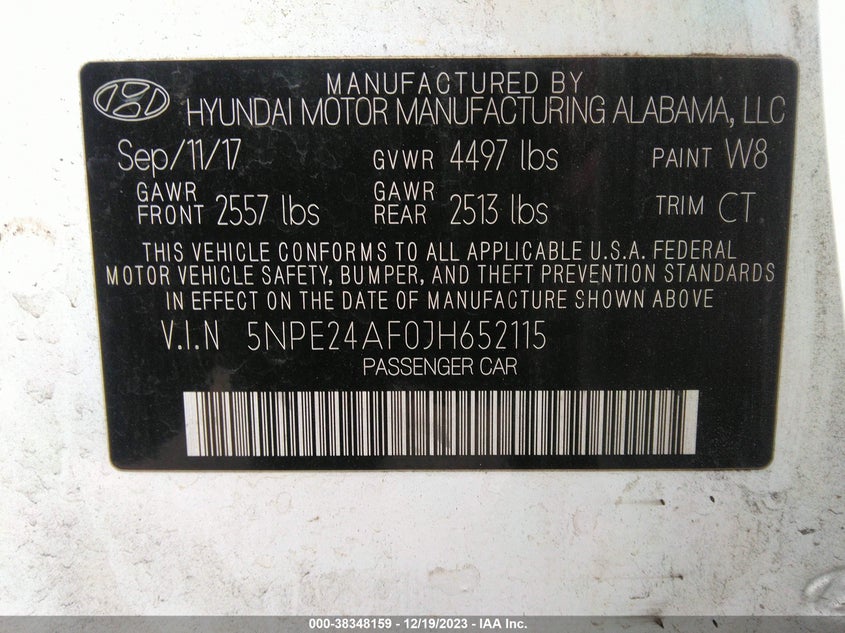 MANUFACTURED BY
HYUNDAI MOTOR MANUFACTURING ALABAMA, LLC
Sep/11/17 GVWR 4497 lbs PAINT W8
GAWR FRONT 2557 lbs GAWR REAR 2513 lbs TRIM CT
THIS VEHICLE CONFORMS TO ALL APPLICABLE U.S.A. FEDERAL
MOTOR VEHICLE SAFETY, BUMPER, AND THEFT PREVENTION STANDARDS
IN EFFECT ON THE DATE OF MANUFACTURE SHOWN ABOVE
V.I.N 5NPE24AF0JH652115
PASSENGER CAR
000-38348159 - 12/19/2023 - IAA Inc.